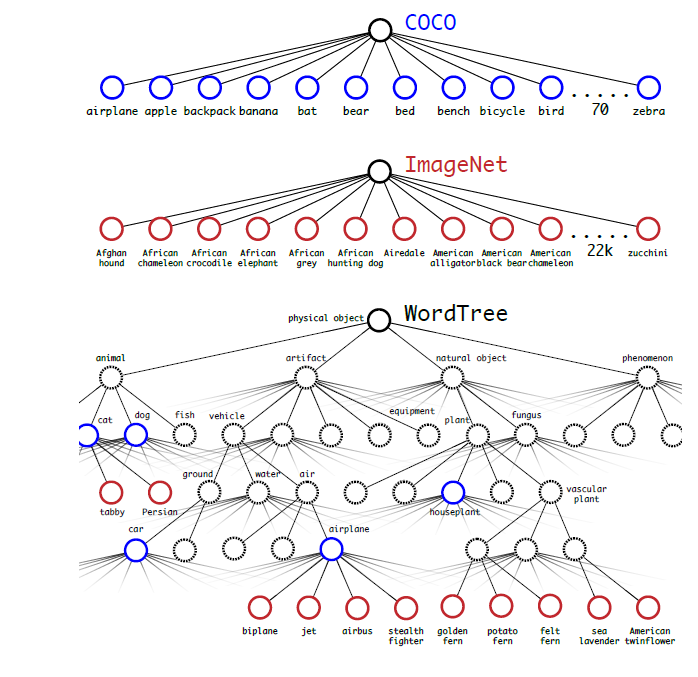 COCO
airplane apple backpack banana bat bear bed bench bicycle bird ..... 70 zebra
ImageNet
Afghan hound
African chameleon
African crocodile
African elephant
African grey
African hunting dog
Airedale
American alligator
American black bear
American chameleon
..... 22k
zucchini
WordTree
physical object
animal artifact natural object phenomenon
cat dog fish vehicle equipment plant fungus
ground water air
tabby Persian houseplant vascular plant
car airplane
biplane jet airbus
stealth fighter
golden fern
potato fern
felt fern
sea lavender
American twinflower